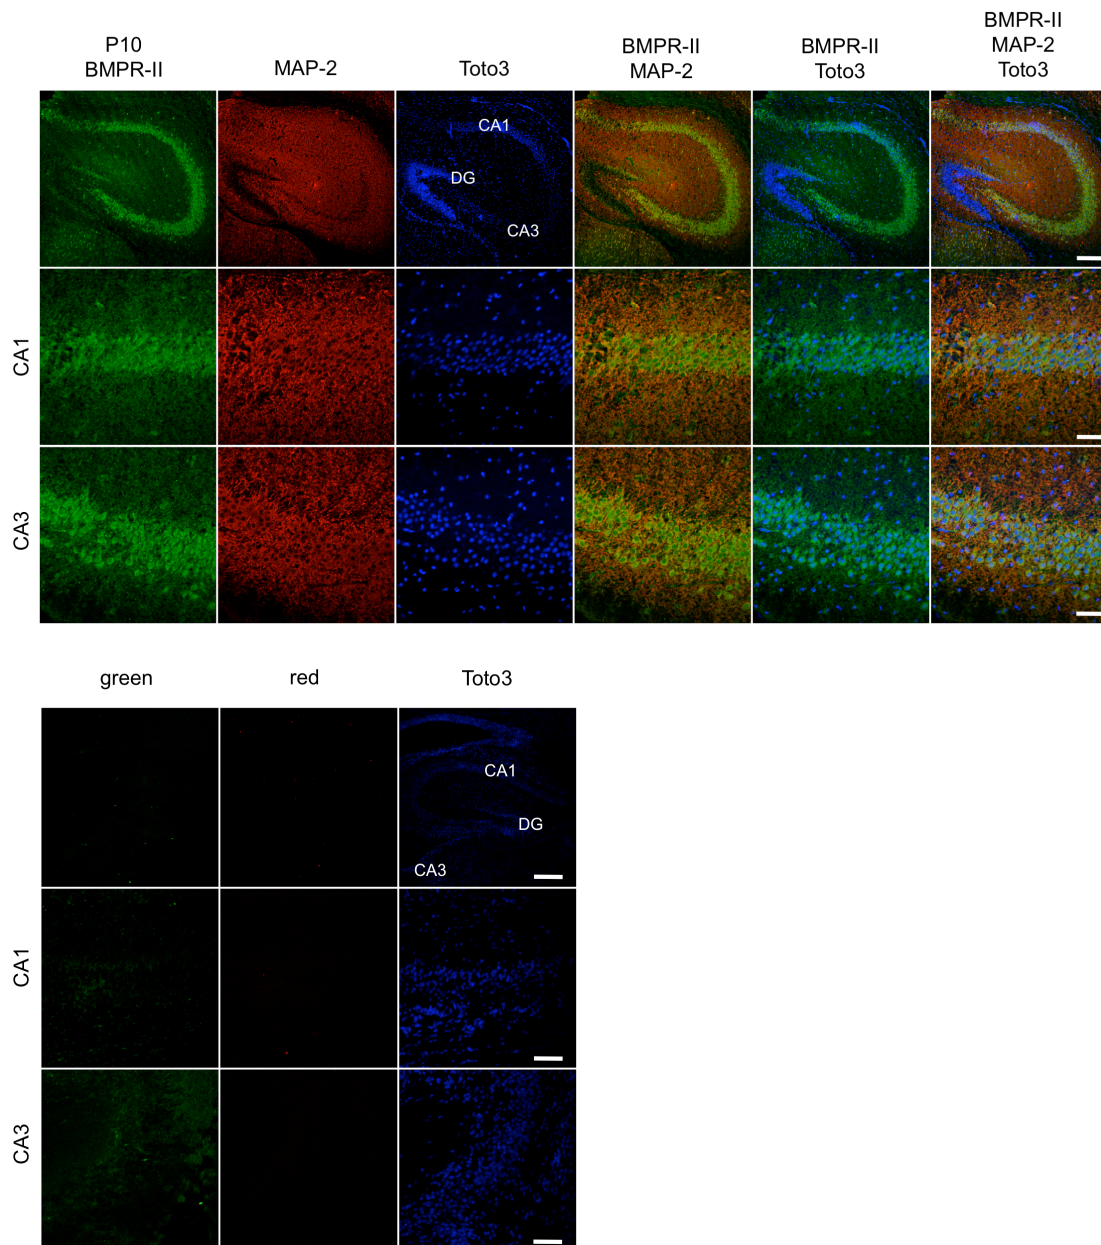 P10
BMPR-II
MAP-2
Toto3
BMPR-II
MAP-2
BMPR-II
Toto3
BMPR-II
MAP-2
Toto3
CA1
DG
CA3
CA1
CA3
green
red
Toto3
CA1
DG
CA3
CA1
CA3